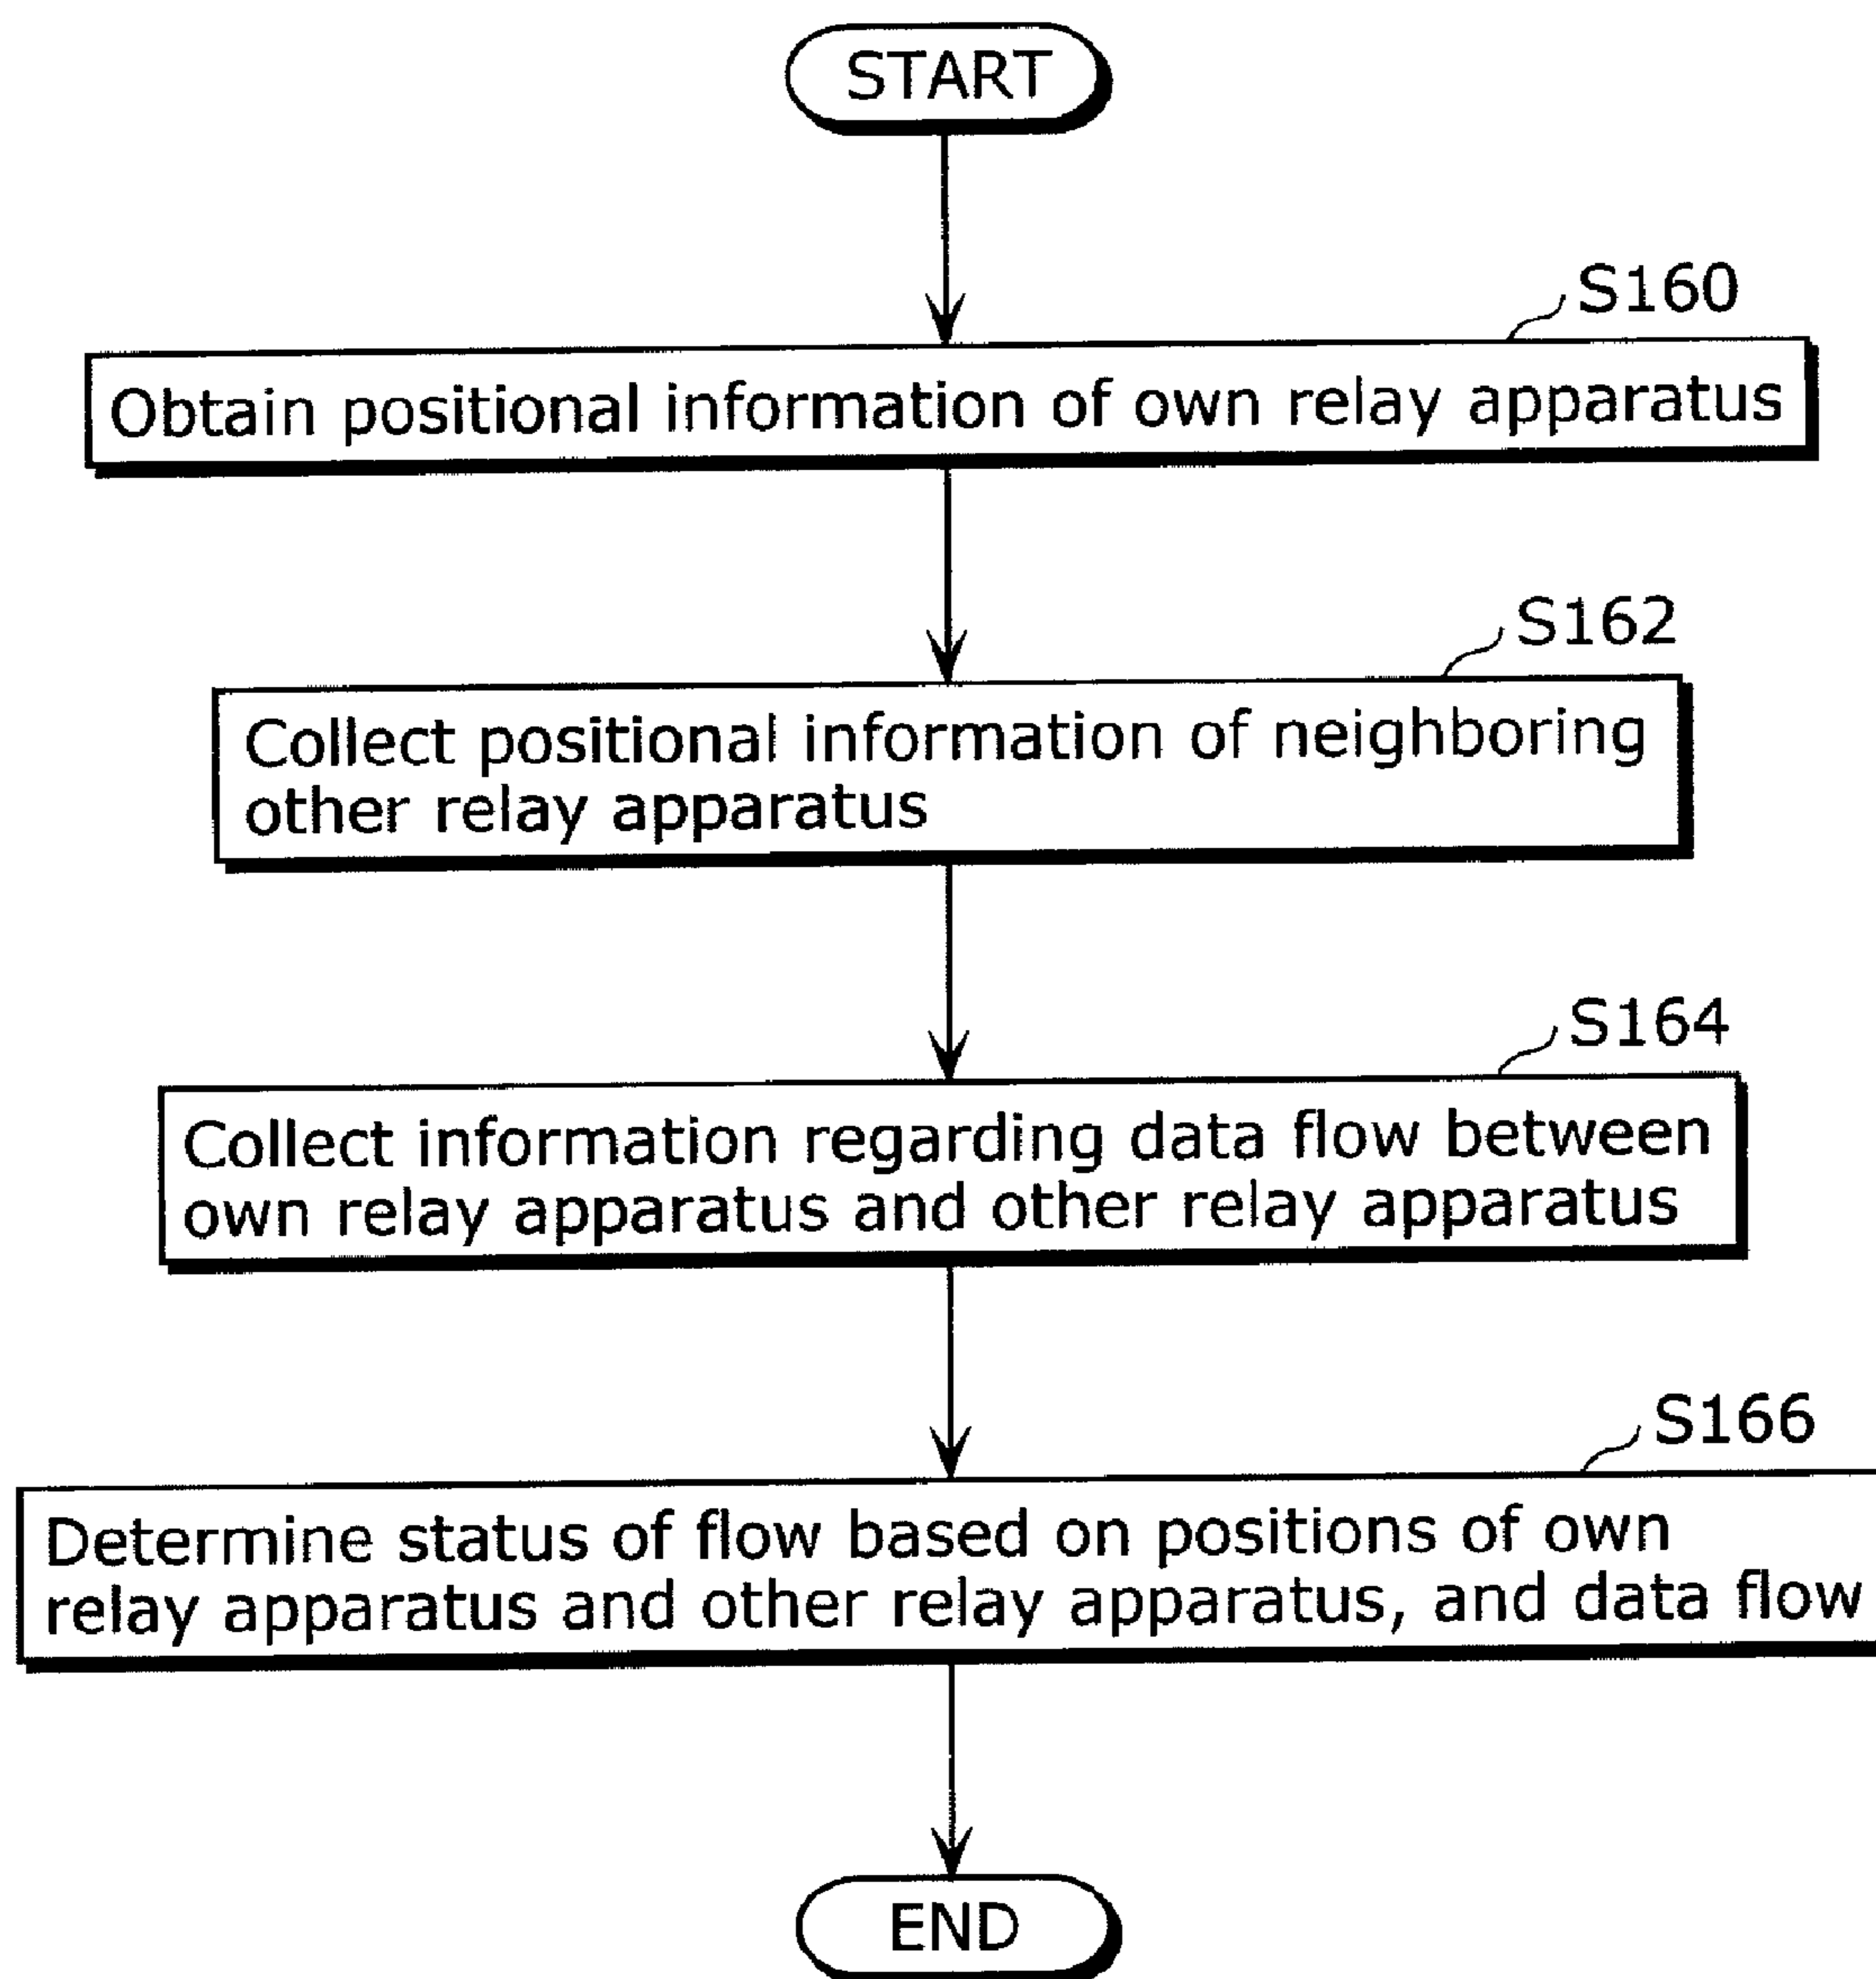 START
S160
Obtain positional information of own relay apparatus
S162
Collect positional information of neighboring
other relay apparatus
S164
Collect information regarding data flow between
own relay apparatus and other relay apparatus
S166
Determine status of flow based on positions of own
relay apparatus and other relay apparatus, and data flow
END